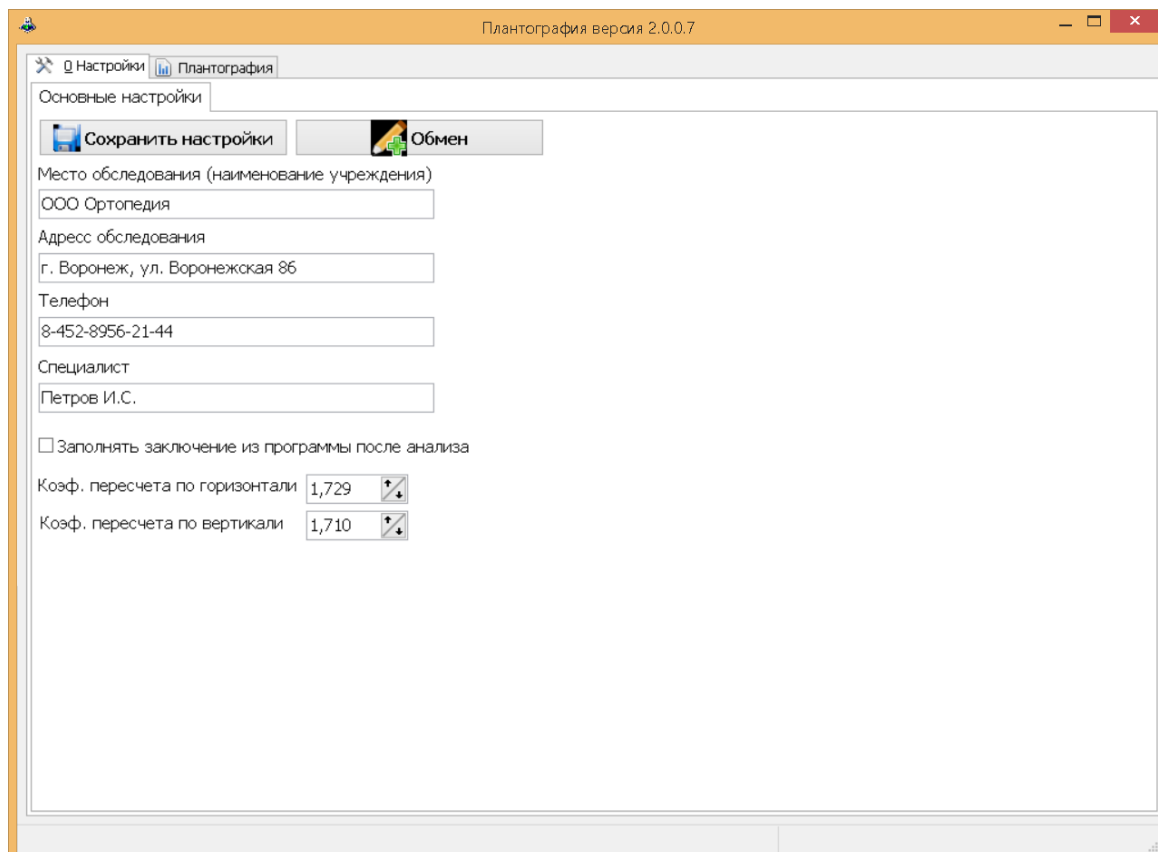 Плантография версия 2.0.0.7
0 Настройки Плантография
Основные настройки
Сохранить настройки Обмен
Место обследования (наименование учреждения)
ООО Ортопедия
Адресс обследования
г. Воронеж, ул. Воронежская 86
Телефон
8-452-8956-21-44
Специалист
Петров И.С.
Заполнять заключение из программы после анализа
Коэф. пересчета по горизонтали 1,729
Коэф. пересчета по вертикали 1,710